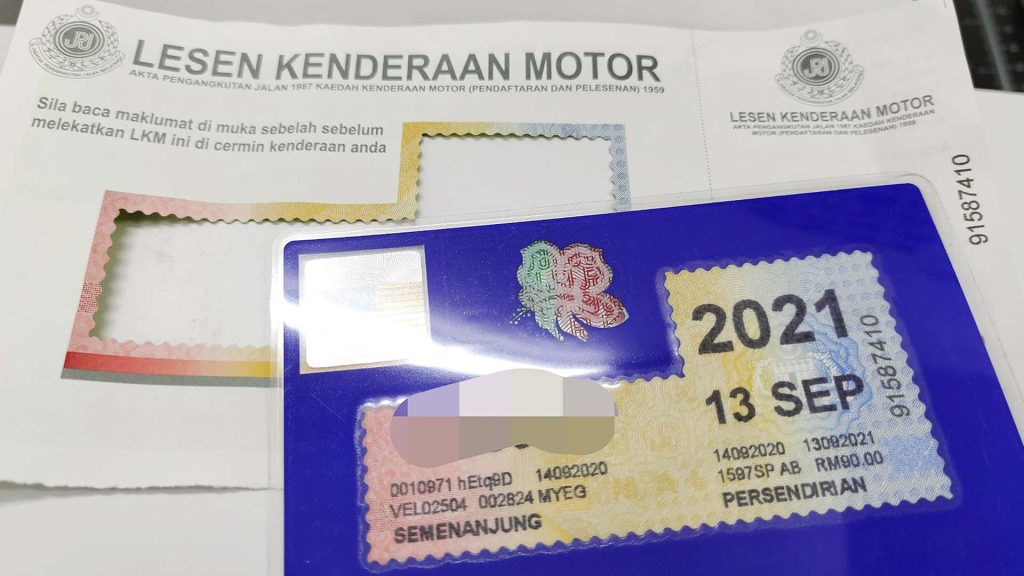 LESEN KENDERAAN MOTOR
AKTA PENGANGKUTAN JALAN 1987 KAEDAH KENDERAAN MOTOR (PENDAFTARAN DAN PELESENAN) 1959
Sila baca maklumat di muka sebelah sebelum
melekatkan LKM ini di cermin kenderaan anda
LESEN KENDERAAN MOTOR
AKTA PENGANGKUTAN JALAN 1987 KAEDAH KENDERAAN
MOTOR (PENDAFTARAN DAN PELESENAN) 1959
91587410
2021
13 SEP
91587410
14092020 13092021
1597SP AB RM90.00
PERSENDIRIAN
0010971 hEtq9D 14092020
VEL02504 002824 MYEG
SEMENANJUNG